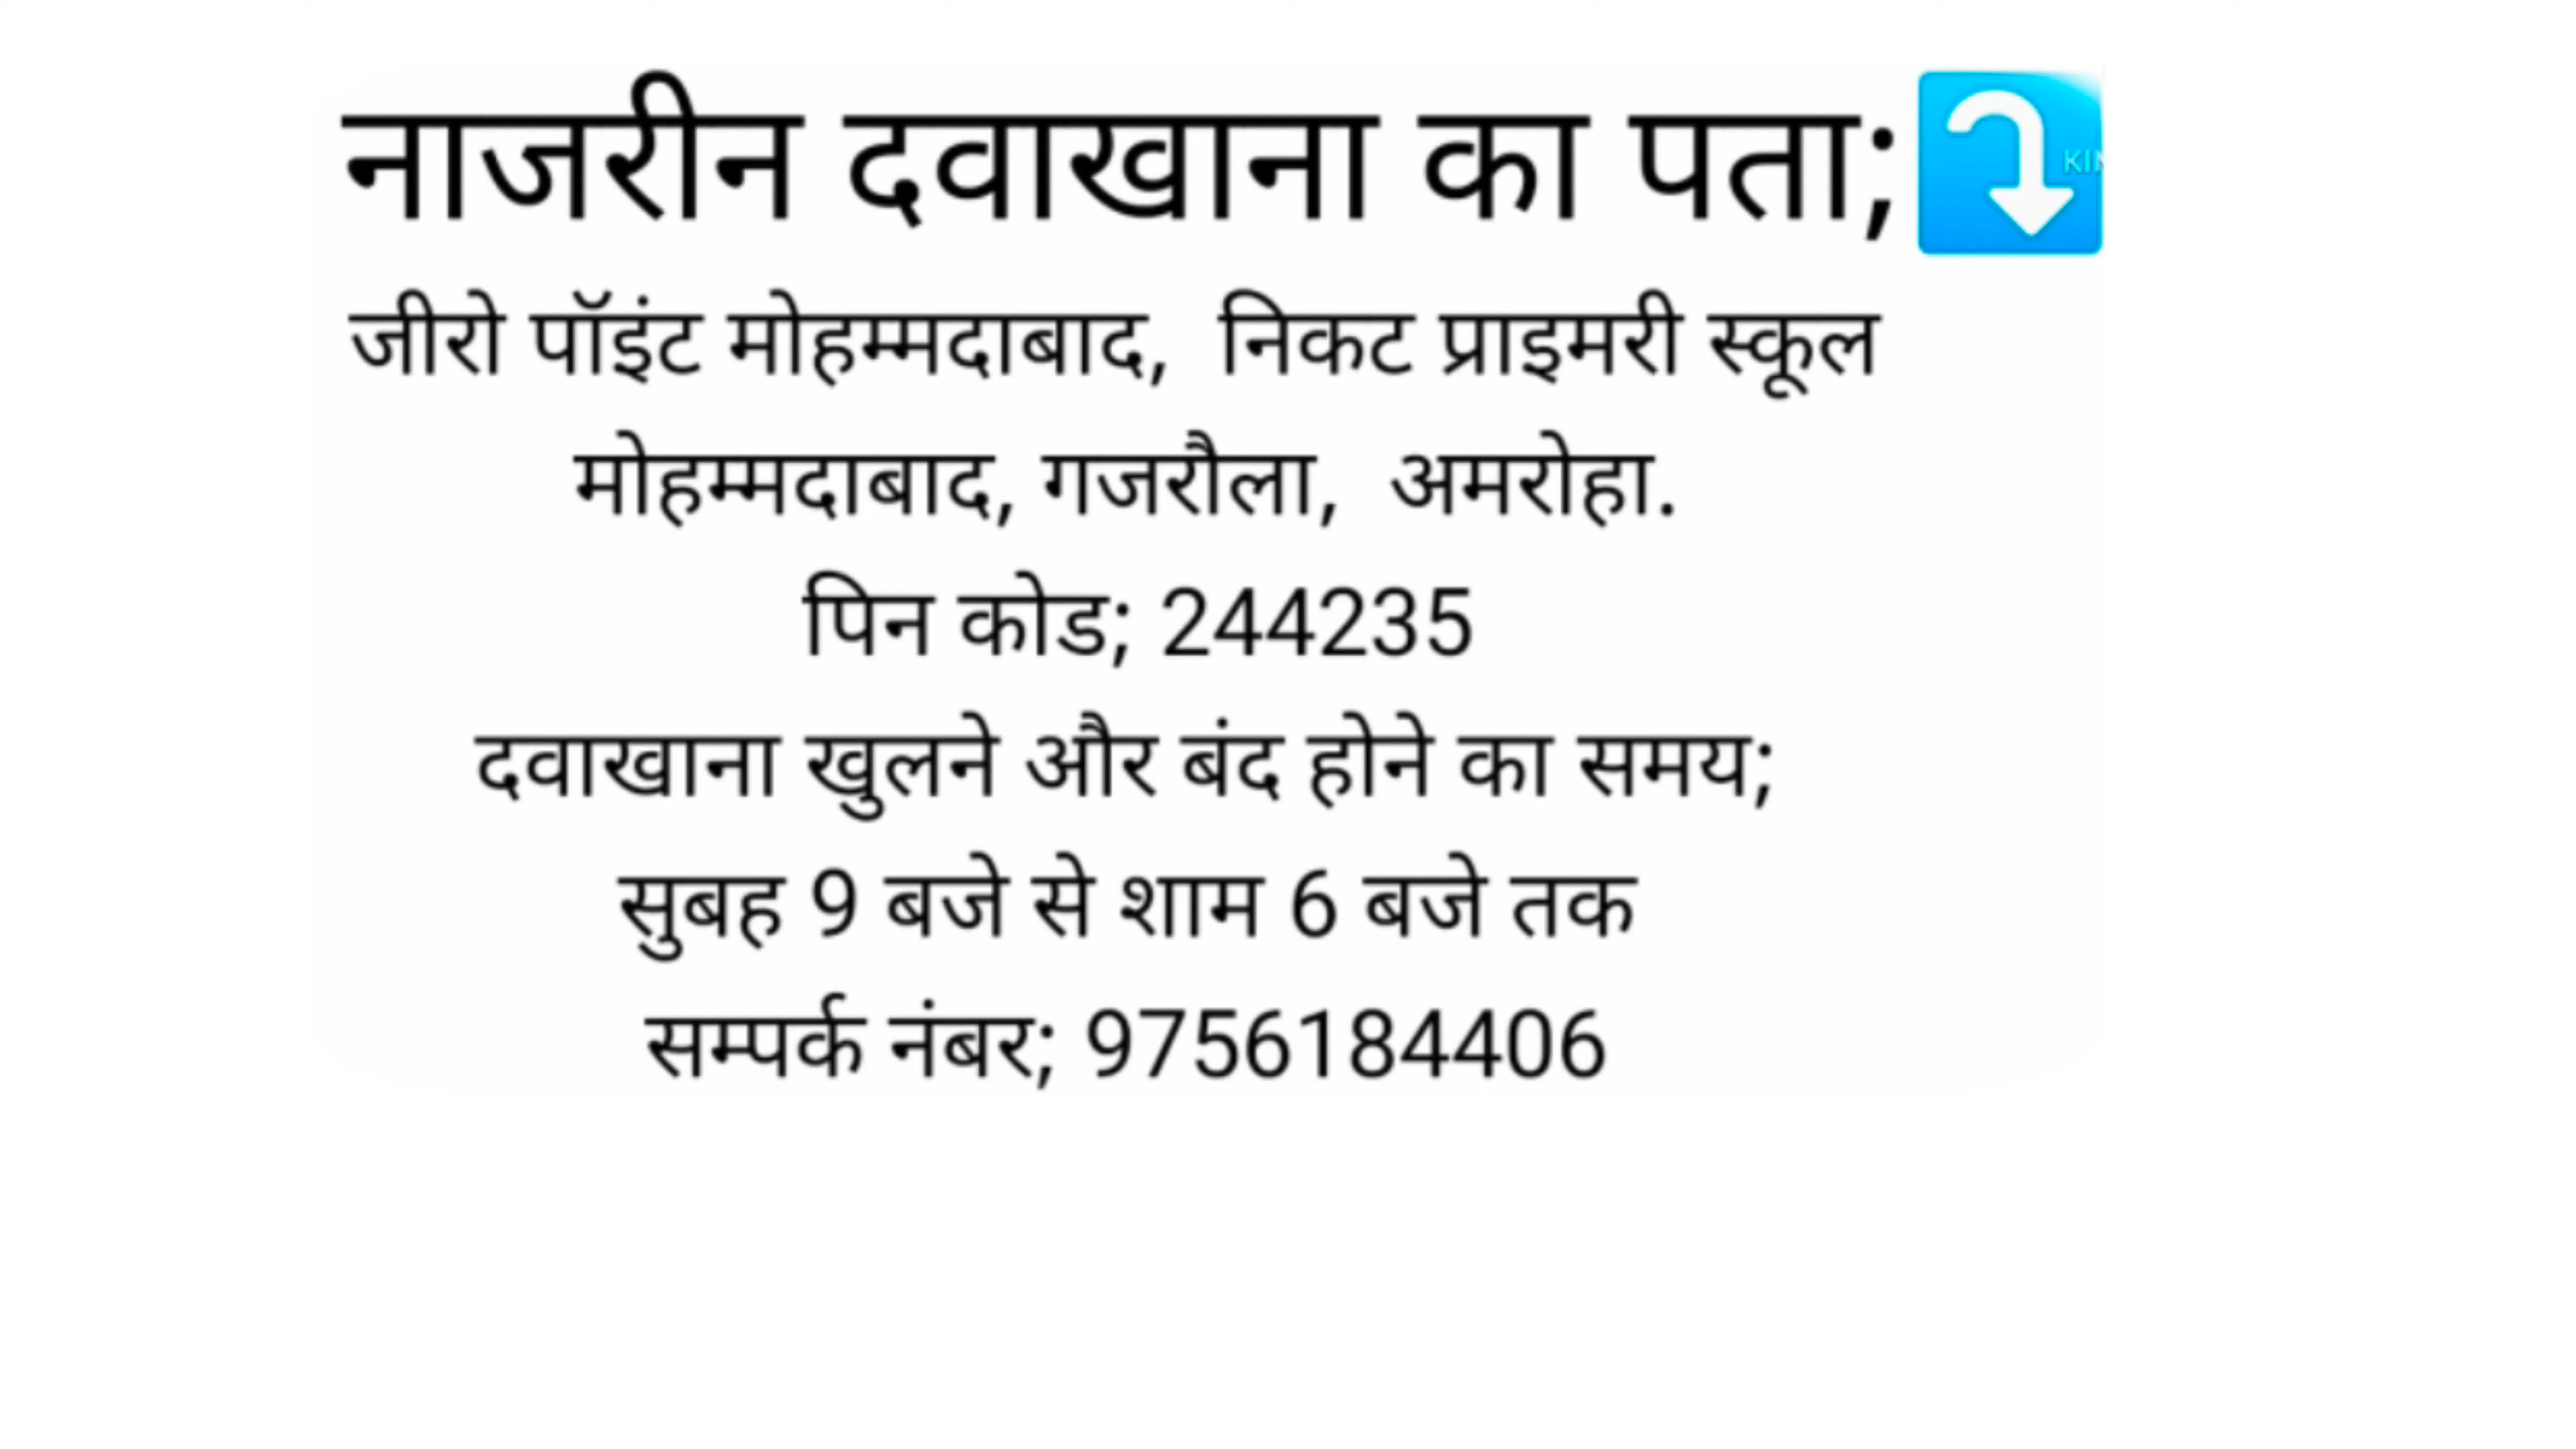 नाजरीन दवाखाना का पता;
KIN
जीरो पॉइंट मोहम्मदाबाद, निकट प्राइमरी स्कूल
मोहम्मदाबाद, गजरौला, अमरोहा.
पिन कोड; 244235
दवाखाना खुलने और बंद होने का समय;
सुबह 9 बजे से शाम 6 बजे तक
सम्पर्क नंबर; 9756184406